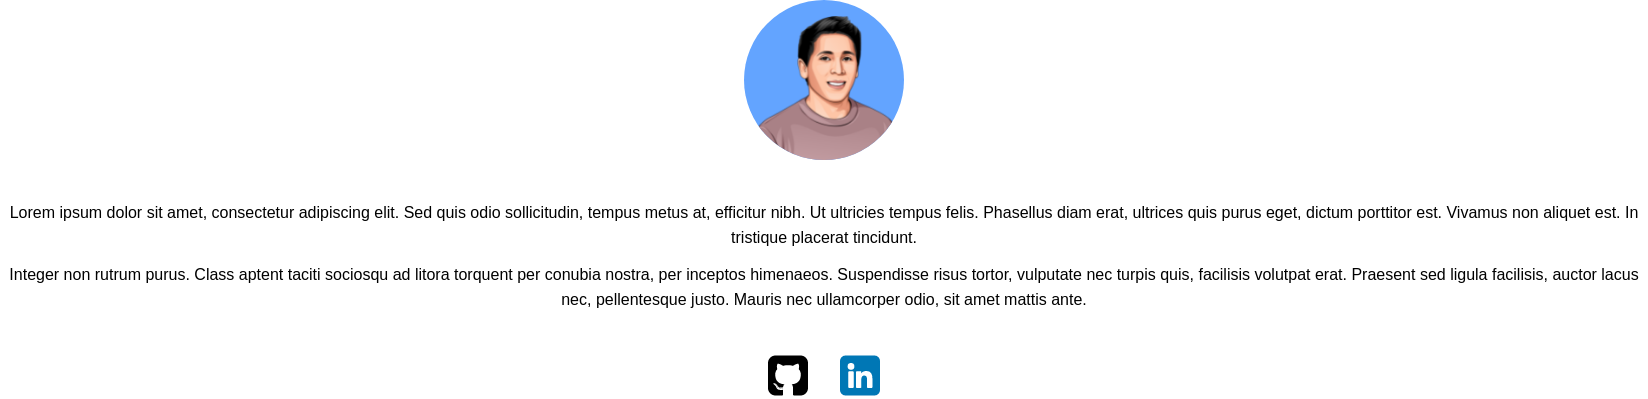 Lorem ipsum dolor sit amet, consectetur adipiscing elit. Sed quis odio sollicitudin, tempus metus at, efficitur nibh. Ut ultricies tempus felis. Phasellus diam erat, ultrices quis purus eget, dictum porttitor est. Vivamus non aliquet est. In
tristique placerat tincidunt.
Integer non rutrum purus. Class aptent taciti sociosqu ad litora torquent per conubia nostra, per inceptos himenaeos. Suspendisse risus tortor, vulputate nec turpis quis, facilisis volutpat erat. Praesent sed ligula facilisis, auctor lacus
nec, pellentesque justo. Mauris nec ullamcorper odio, sit amet mattis ante.
in